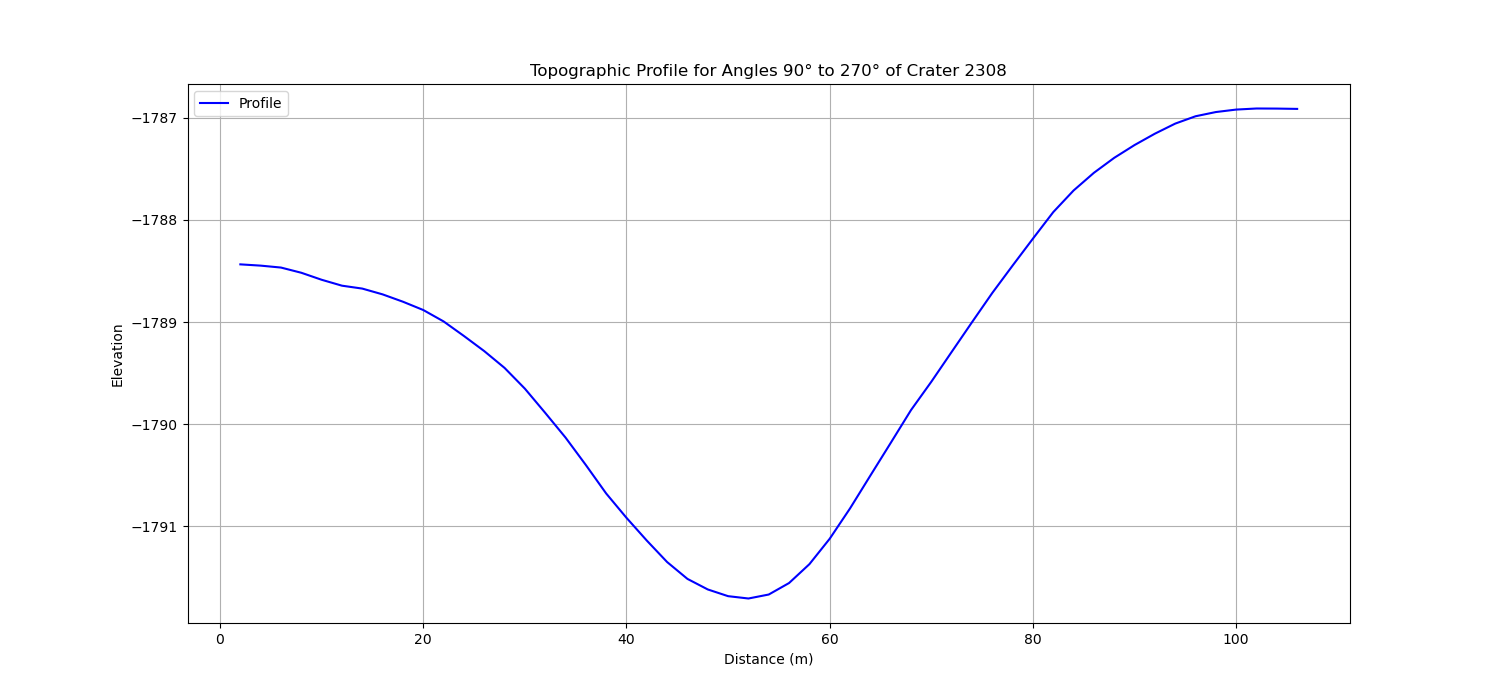 Topographic Profile for Angles 90° to 270° of Crater 2308
Profile
−1787
−1788
−1789
−1790
−1791
Elevation
0 20 40 60 80 100
Distance (m)